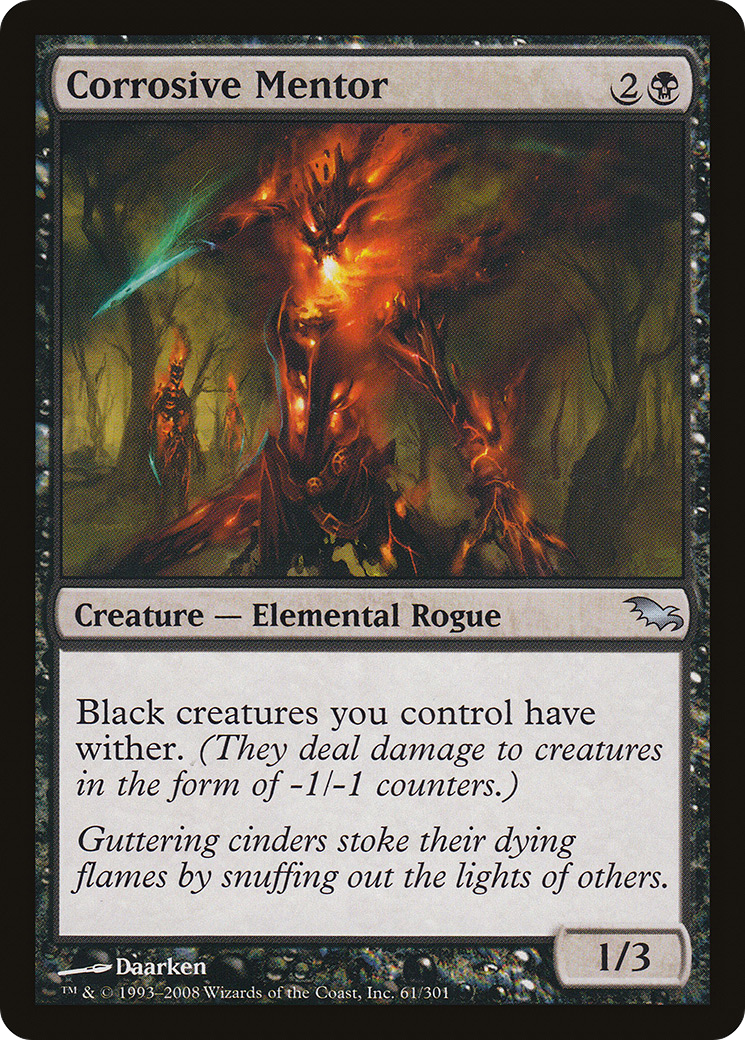 Corrosive Mentor 2
Creature — Elemental Rogue
Black creatures you control have
wither. (They deal damage to creatures
in the form of -1/-1 counters.)
Guttering cinders stoke their dying
flames by snuffing out the lights of others.
1/3
Daarken
™ & © 1993–2008 Wizards of the Coast, Inc. 61/301